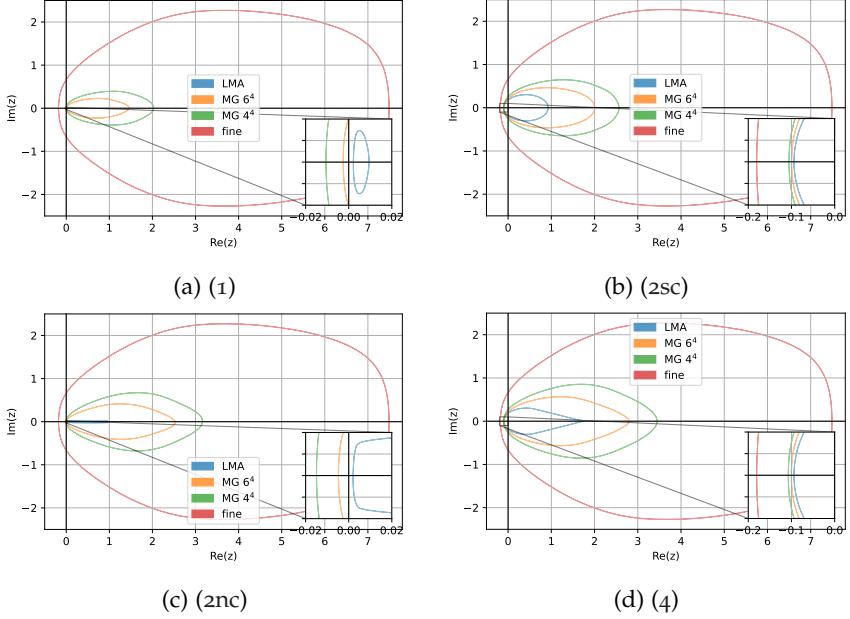 2
1
0
−1
−2
Im(z)
0 1 2 3 4 5 6 7
Re(z)
LMA
MG 6⁴
MG 4⁴
fine
−0.02 0.00 0.02
(a) (1)
2
1
0
−1
−2
Im(z)
0 1 2 3 4 5 6 7
Re(z)
LMA
MG 6⁴
MG 4⁴
fine
−0.2 −0.1 0.0
(b) (2sc)
2
1
0
−1
−2
Im(z)
0 1 2 3 4 5 6 7
Re(z)
LMA
MG 6⁴
MG 4⁴
fine
−0.02 0.00 0.02
(c) (2nc)
2
1
0
−1
−2
Im(z)
0 1 2 3 4 5 6 7
Re(z)
LMA
MG 6⁴
MG 4⁴
fine
−0.2 −0.1 0.0
(d) (4)